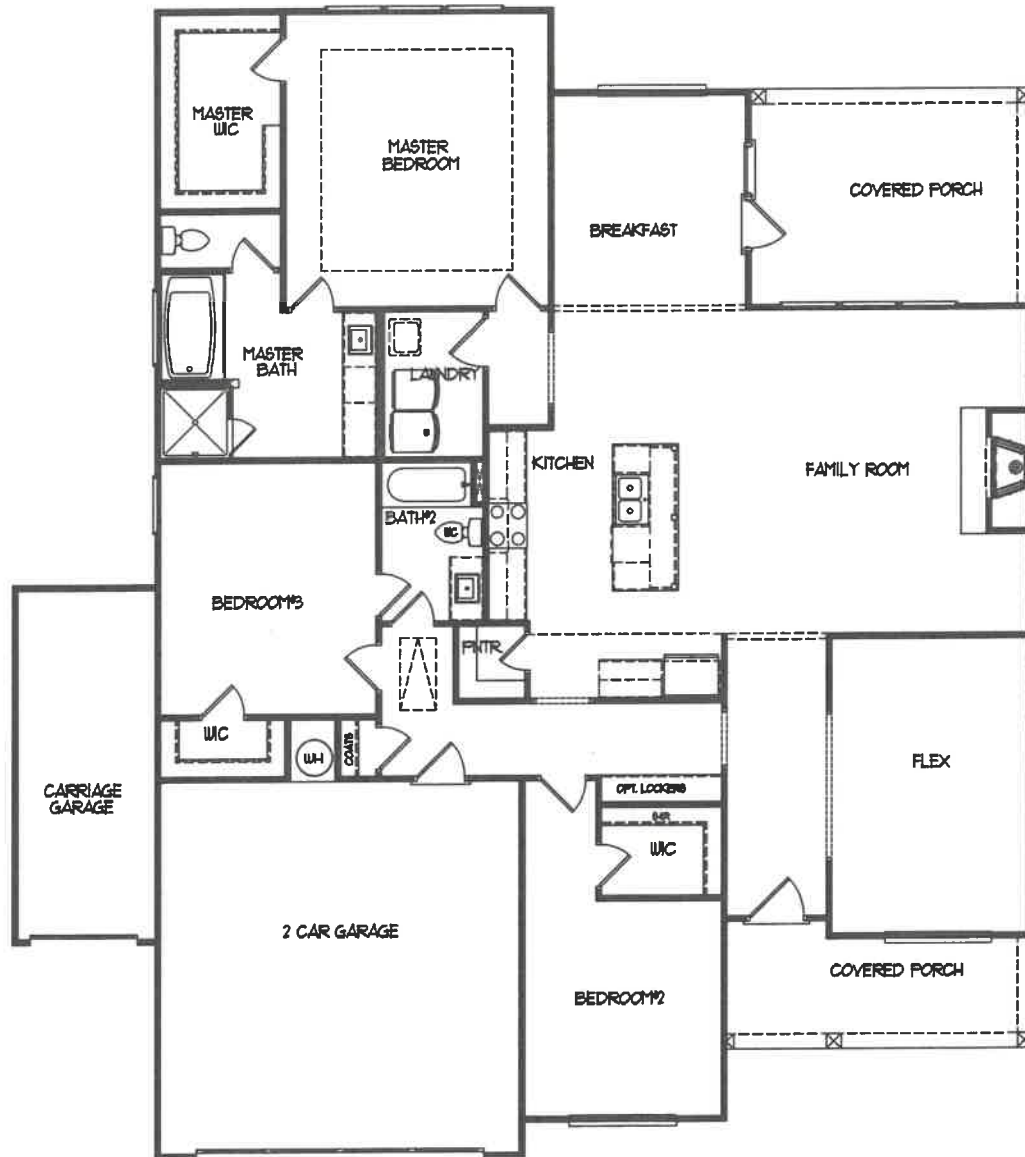 MASTER
WIC
MASTER
BEDROOM
COVERED PORCH
BREAKFAST
MASTER
BATH
LAUNDRY
KITCHEN
FAMILY ROOM
BATH#2
WC
BEDROOM#3
PNTR.
WIC
WH
COATS
FLEX
CARRIAGE
GARAGE
OPT. LOCKERS
WIC
2 CAR GARAGE
COVERED PORCH
BEDROOM#2